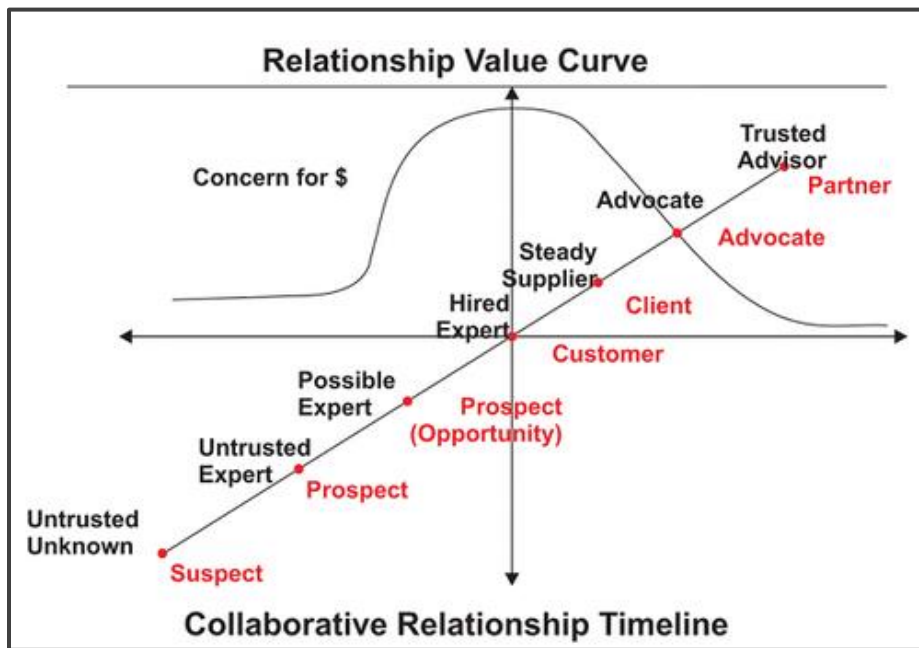 Relationship Value Curve
Concern for $
Trusted
Advisor
Partner
Advocate
Advocate
Steady
Supplier
Client
Hired
Expert
Customer
Possible
Expert
Prospect
(Opportunity)
Untrusted
Expert
Prospect
Untrusted
Unknown
Suspect
Collaborative Relationship Timeline